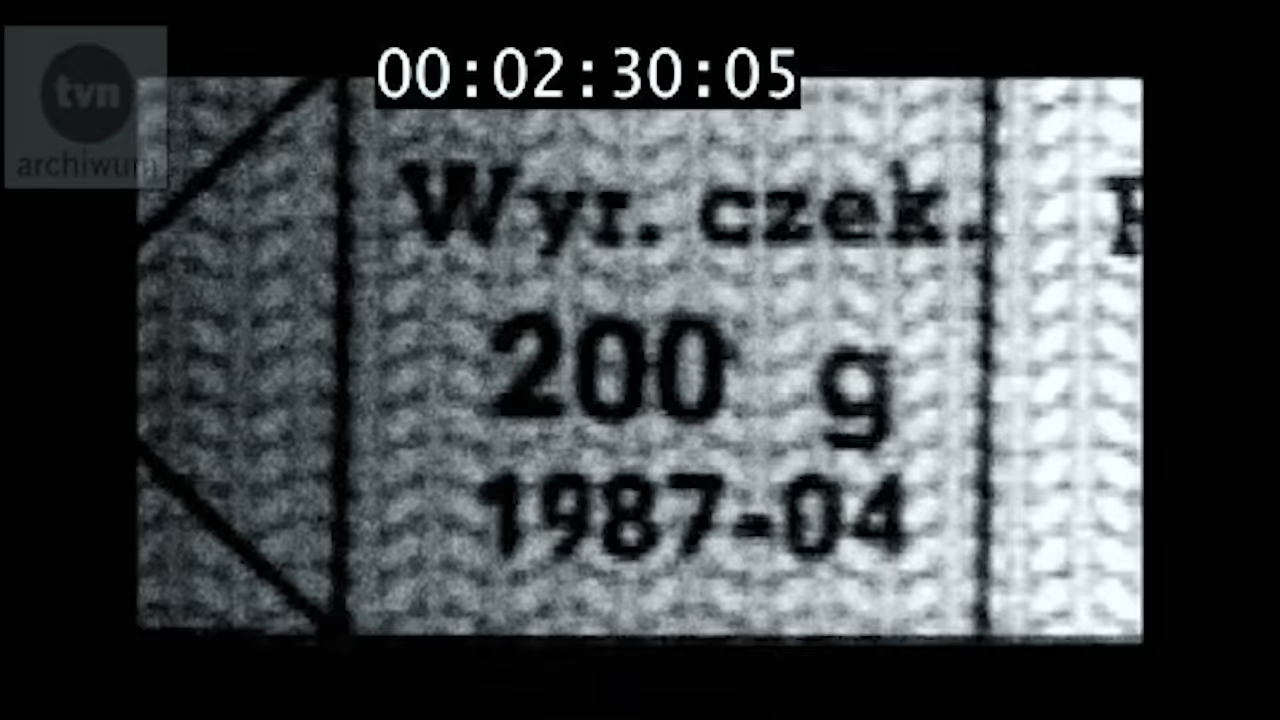 00:02:30:05
tvn
archiwum
Wyr. czek.
200 g
1987-04